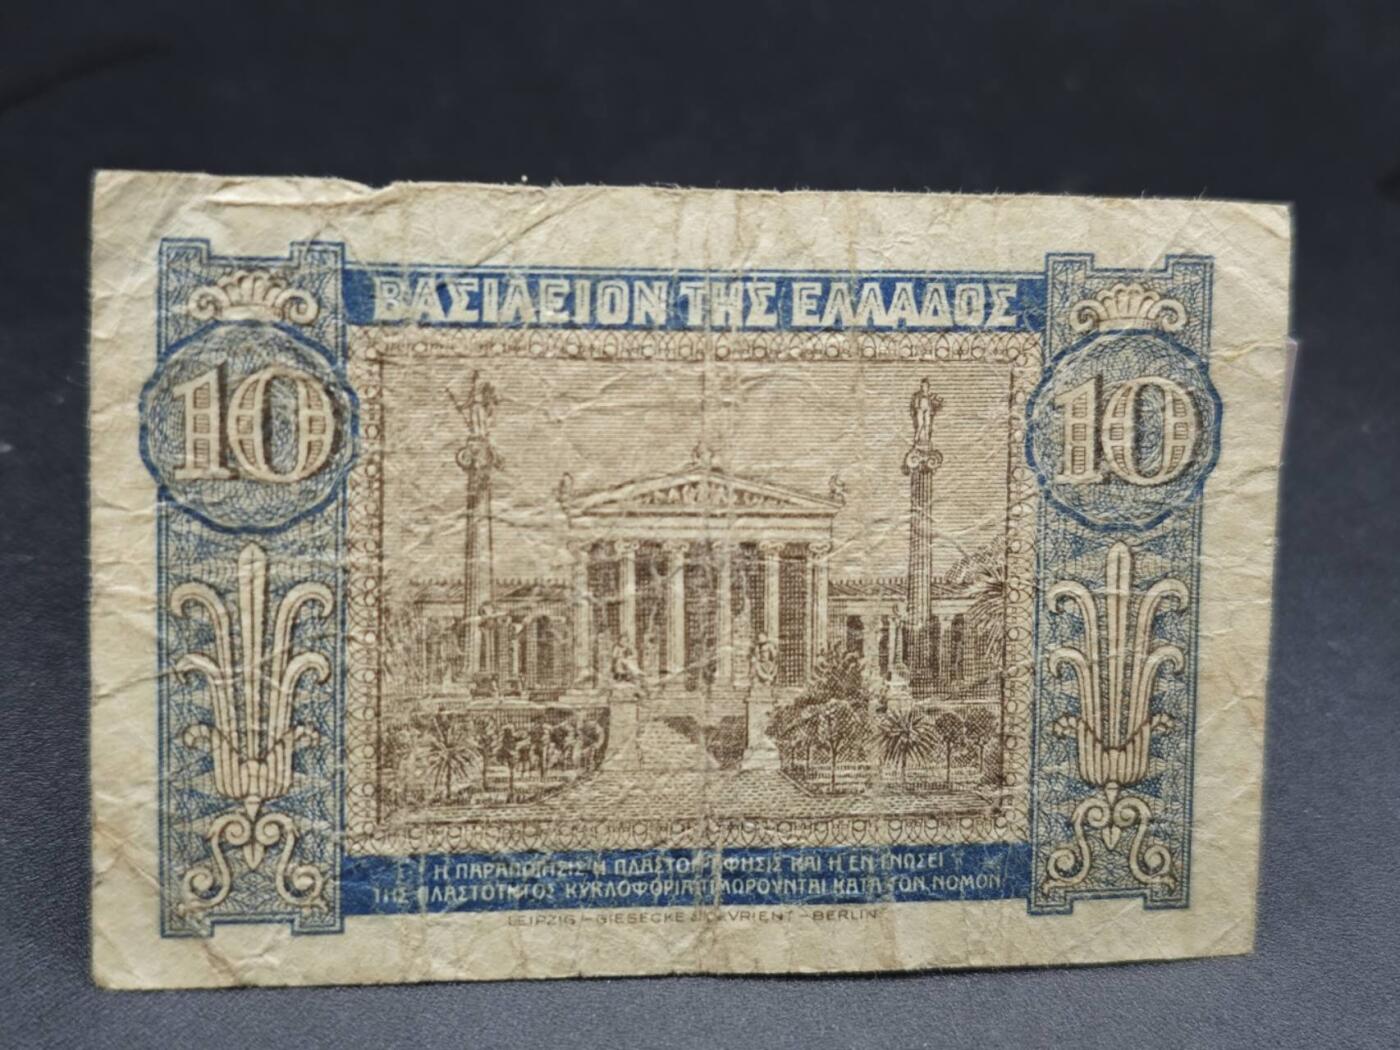 ΒΑΣΙΛΕΙΟΝ ΤΗΣ ΕΛΛΑΔΟΣ
10
10
Η ΠΑΡΑΠΟΙΗΣΙΣ Η ΠΛΑΣΤΟΓΡΑΦΗΣΙΣ ΚΑΙ Η ΕΝ ΓΝΩΣΕΙ
ΤΗΣ ΠΛΑΣΤΟΤΗΤΟΣ ΚΥΚΛΟΦΟΡΙΑ ΤΙΜΩΡΟΥΝΤΑΙ ΚΑΤΑ ΤΟΝ ΝΟΜΟΝ
LEIPZIG – GIESECKE & DEVRIENT – BERLIN